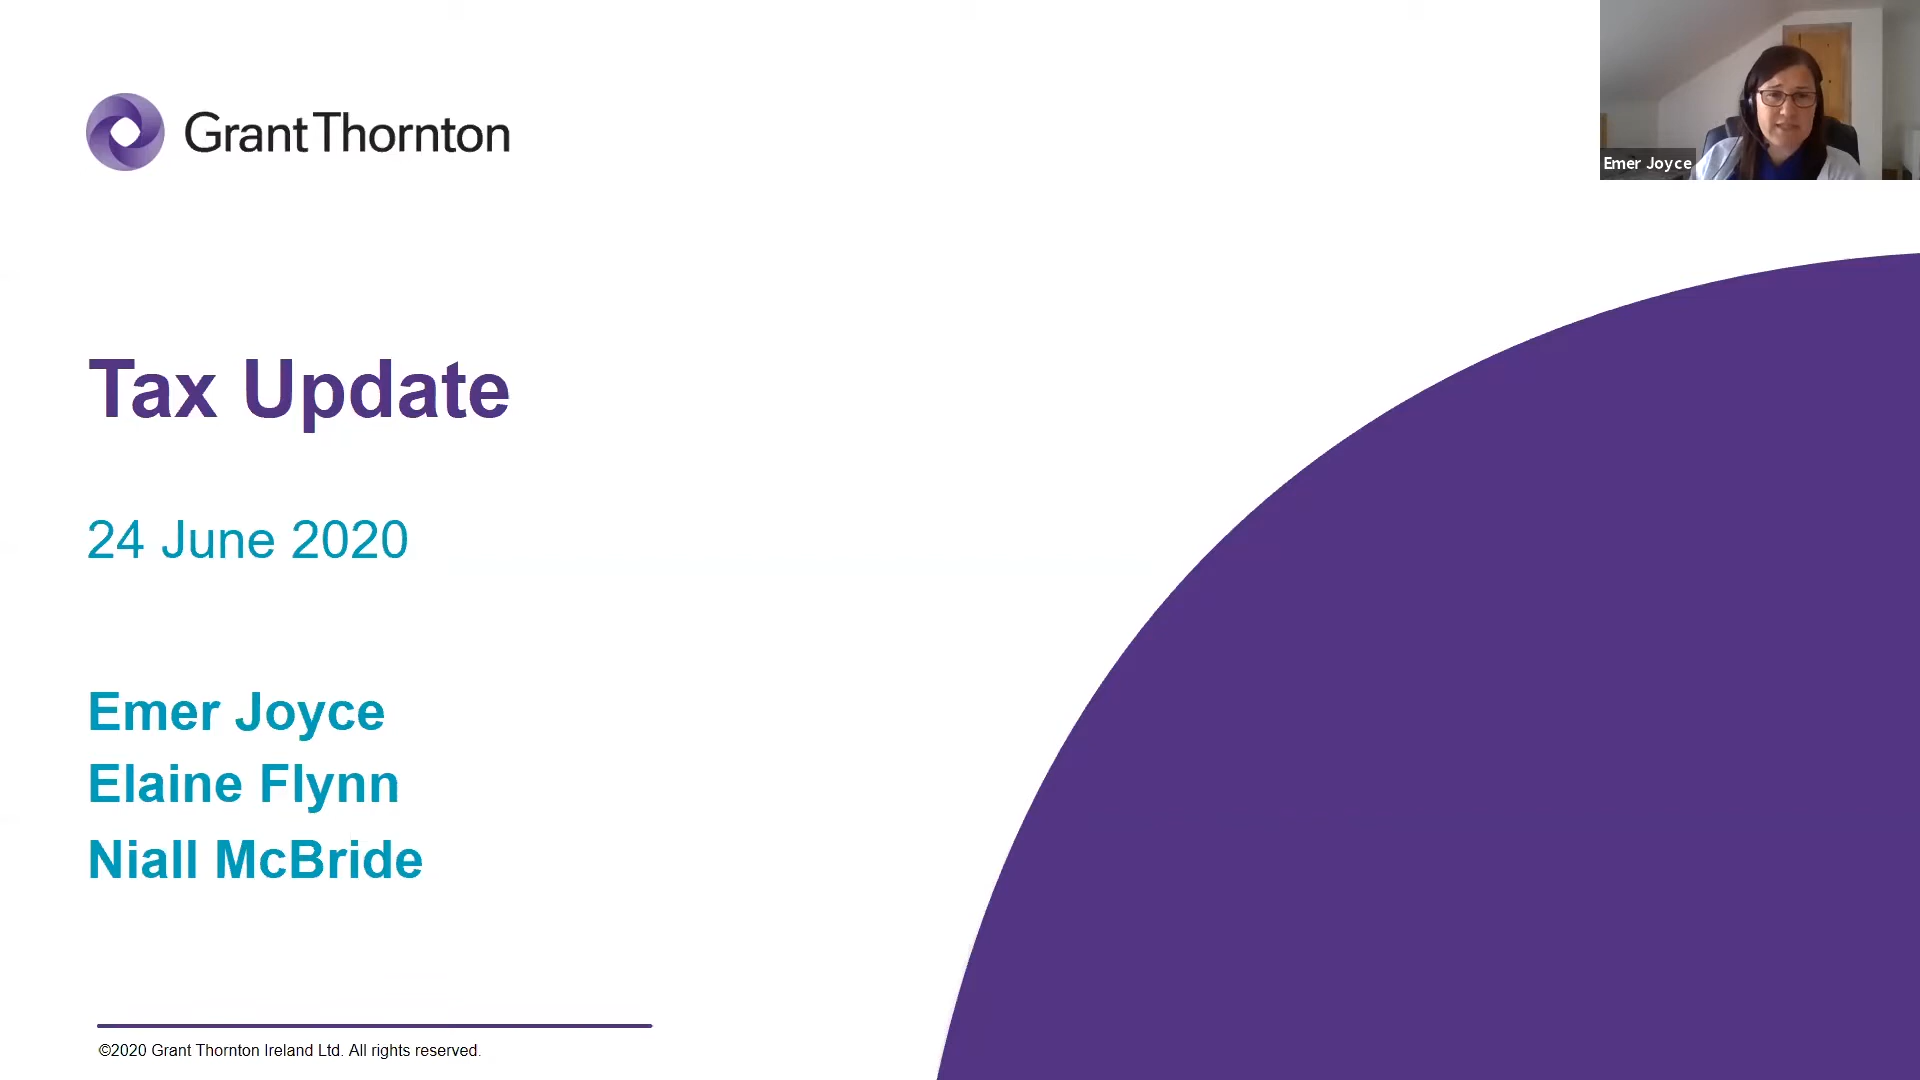 Grant Thornton
Emer Joyce
Tax Update
24 June 2020
Emer Joyce
Elaine Flynn
Niall McBride
©2020 Grant Thornton Ireland Ltd. All rights reserved.